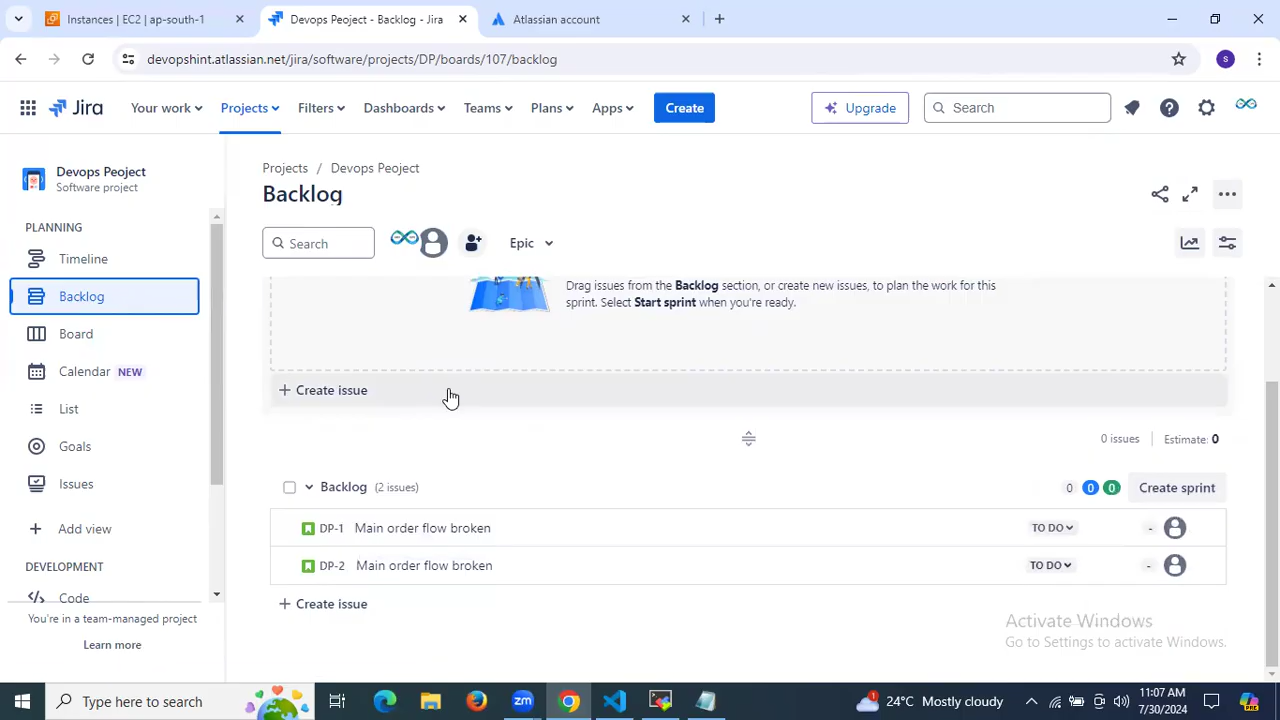 Instances | EC2 | ap-south-1
Devops Peoject - Backlog - Jira
Atlassian account
devopshint.atlassian.net/jira/software/projects/DP/boards/107/backlog
S
Jira
Your work
Projects
Filters
Dashboards
Teams
Plans
Apps
Create
Upgrade
Search
Devops Peoject
Software project
PLANNING
Timeline
Backlog
Board
Calendar NEW
List
Goals
Issues
Add view
DEVELOPMENT
Code
You're in a team-managed project
Learn more
Projects / Devops Peoject
Backlog
Search
Epic
Drag issues from the Backlog section, or create new issues, to plan the work for this
sprint. Select Start sprint when you're ready.
+ Create issue
0 issues Estimate: 0
Backlog (2 issues) 0 0 0 Create sprint
DP-1 Main order flow broken TO DO -
DP-2 Main order flow broken TO DO -
+ Create issue
Activate Windows
Go to Settings to activate Windows.
Type here to search
zm
24°C Mostly cloudy
11:07 AM
7/30/2024
PRE